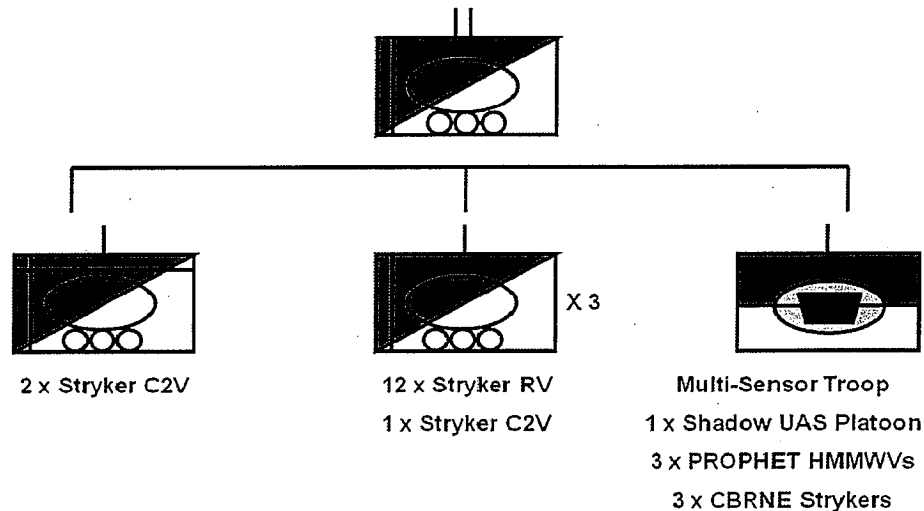 X 3
2 x Stryker C2V
12 x Stryker RV
1 x Stryker C2V
Multi-Sensor Troop
1 x Shadow UAS Platoon
3 x PROPHET HMMWVs
3 x CBRNE Strykers